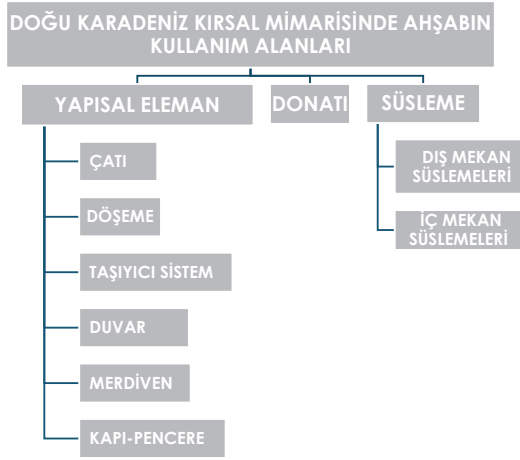 DOĞU KARADENİZ KIRSAL MİMARİSİNDE AHŞABIN
KULLANIM ALANLARI
YAPISAL ELEMAN
DONATI
SÜSLEME
ÇATI
DÖŞEME
TAŞIYICI SİSTEM
DUVAR
MERDİVEN
KAPI-PENCERE
DIŞ MEKAN
SÜSLEMELERİ
İÇ MEKAN
SÜSLEMELERİ